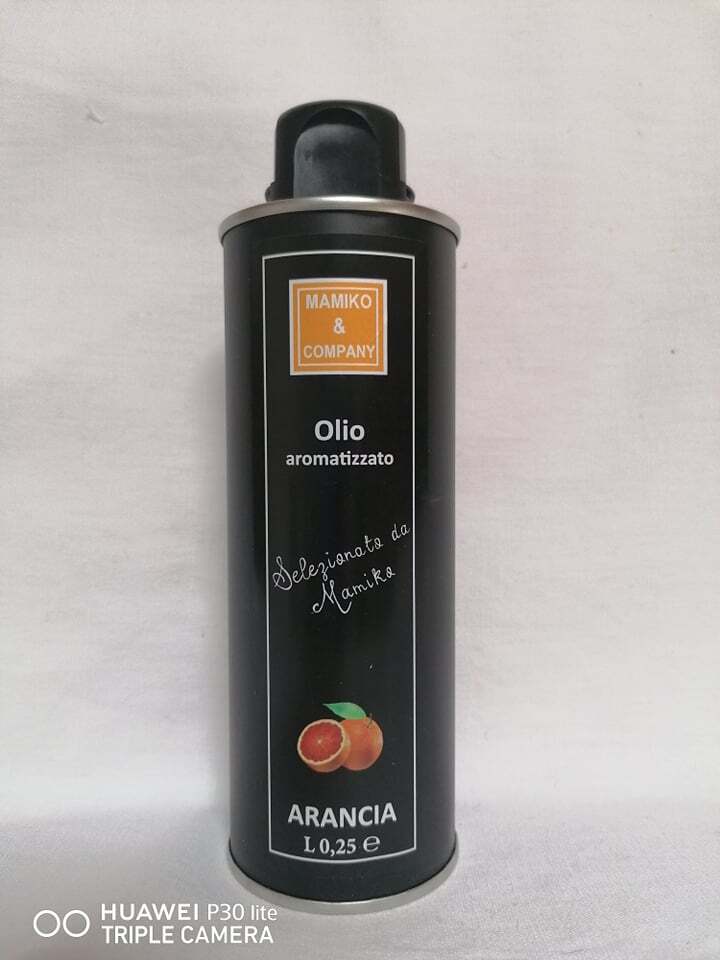 MAMIKO
&
COMPANY
Olio
aromatizzato
Selezionato da
Mamiko
ARANCIA
L 0,25 ℮
HUAWEI P30 lite
TRIPLE CAMERA